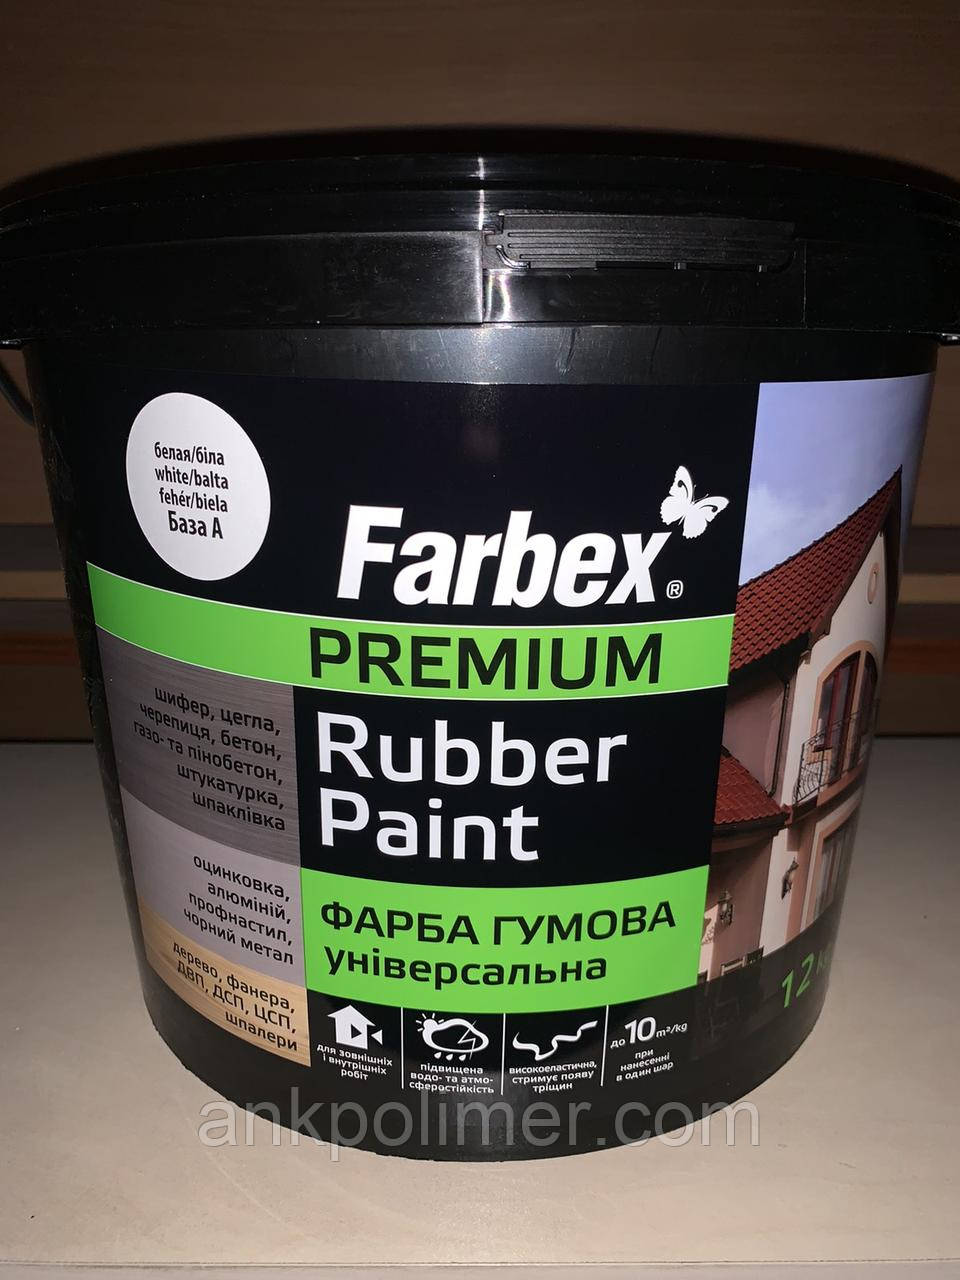 белая/біла
white/balta
fehér/biela
База А
Farbex®
PREMIUM
Rubber
Paint
шифер, цегла,
черепиця, бетон,
газо- та пінобетон,
штукатурка,
шпаклівка
оцинковка,
алюміній,
профнастил,
чорний метал
дерево, фанера,
ДВП, ДСП, ЦСП,
шпалери
ФАРБА ГУМОВА
універсальна
12
для зовнішніх
і внутрішніх
робіт
підвищена
водо- та атмо-
сферостійкість
високоеластична,
стримує появу
тріщин
до 10 m²/kg
при
нанесенні
в один шар
ankpolimer.com